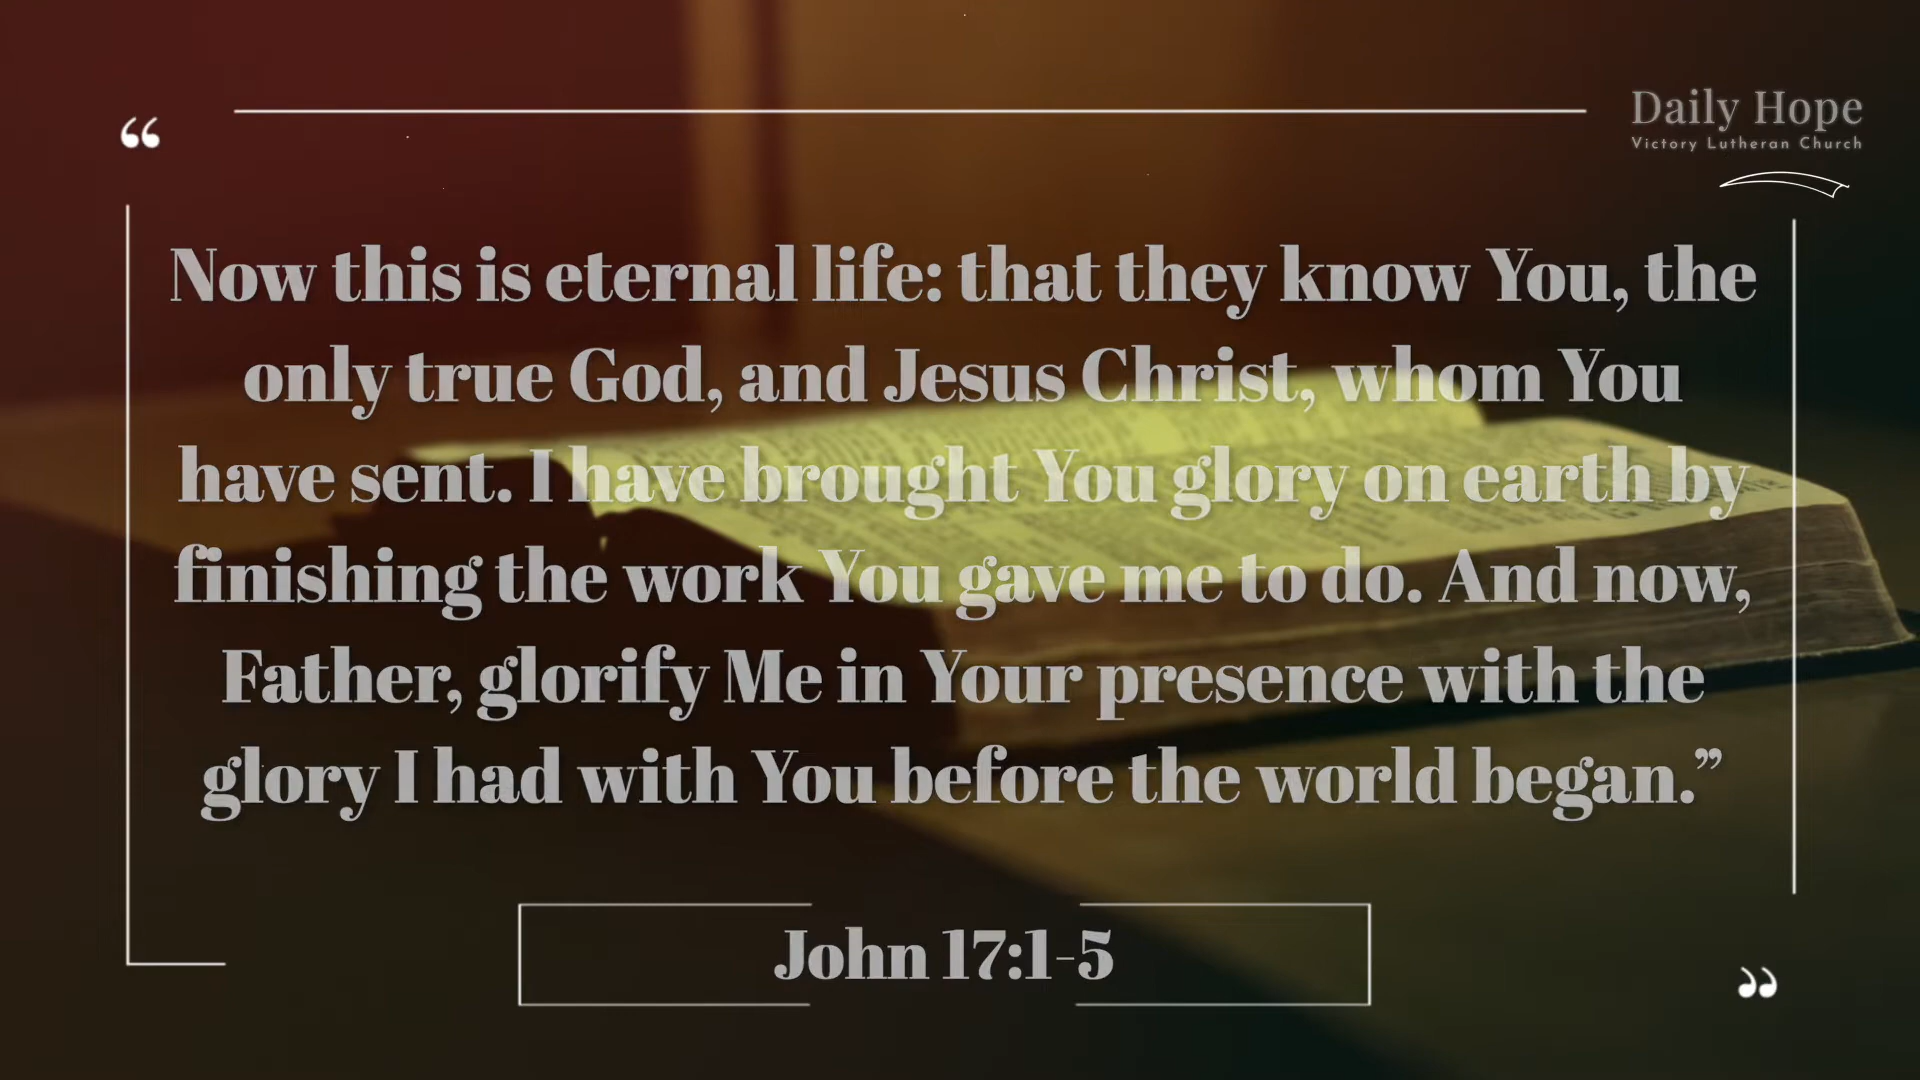 “
Daily Hope
Victory Lutheran Church
Now this is eternal life: that they know You, the
only true God, and Jesus Christ, whom You
have sent. I have brought You glory on earth by
finishing the work You gave me to do. And now,
Father, glorify Me in Your presence with the
glory I had with You before the world began.”
John 17:1-5
”